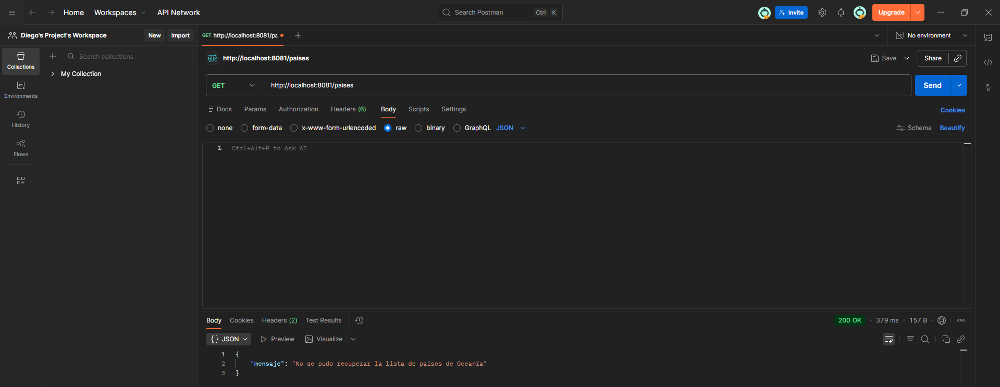 Home Workspaces API Network Search Postman Ctrl K Invite Upgrade
Diego's Project's Workspace New Import GET http://localhost:8081/pa No environment
Search collections
Collections
My Collection
Environments
History
Flows
HTTP http://localhost:8081/paises Save Share
GET http://localhost:8081/paises Send
Docs Params Authorization Headers (6) Body Scripts Settings Cookies
none form-data x-www-form-urlencoded raw binary GraphQL JSON Schema Beautify
1 Ctrl+Alt+P to Ask AI
Body Cookies Headers (2) Test Results 200 OK • 379 ms • 157 B •
{} JSON Preview Visualize
1 {
2 "mensaje": "No se pudo recuperar la lista de países de Oceanía"
3 }